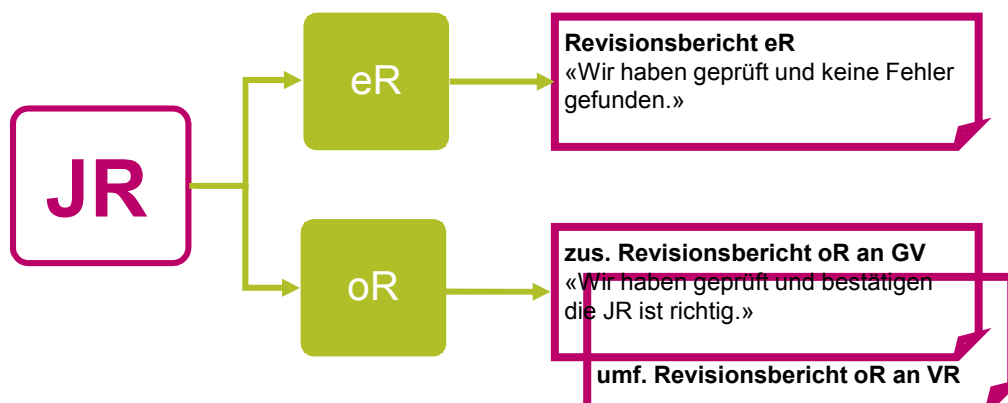 Revisionsbericht eR
«Wir haben geprüft und keine Fehler
gefunden.»
eR
JR
zus. Revisionsbericht oR an GV
«Wir haben geprüft und bestätigen
die JR ist richtig.»
oR
umf. Revisionsbericht oR an VR